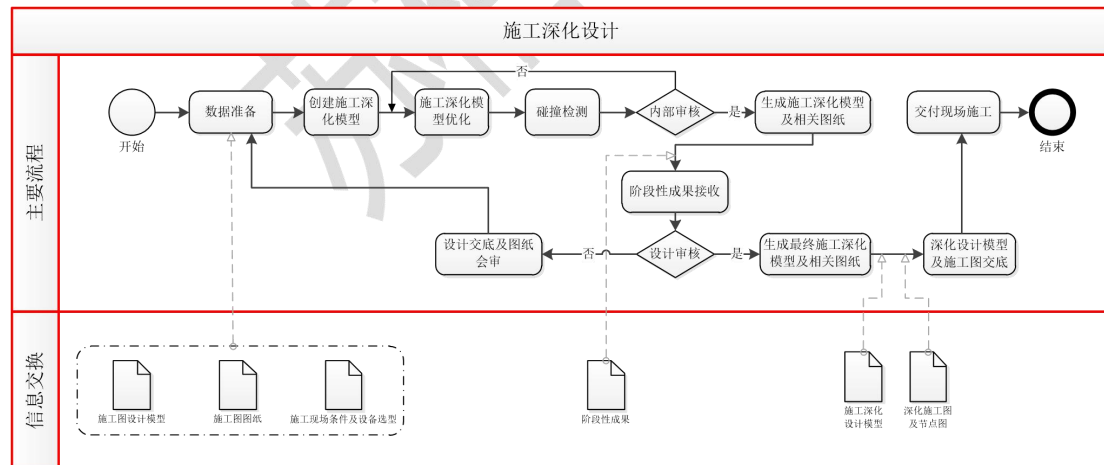 施工深化设计
主要流程
否
开始
数据准备
创建施工深
化模型
施工深化模
型优化
碰撞检测
内部审核
是
生成施工深化模型
及相关图纸
交付现场施工
结束
阶段性成果接收
设计交底及图纸
会审
否
设计审核
是
生成最终施工深化
模型及相关图纸
深化设计模型
及施工图交底
信息交换
施工图设计模型
施工图图纸
施工现场条件及设备选型
阶段性成果
施工深化
设计模型
深化施工图
及节点图